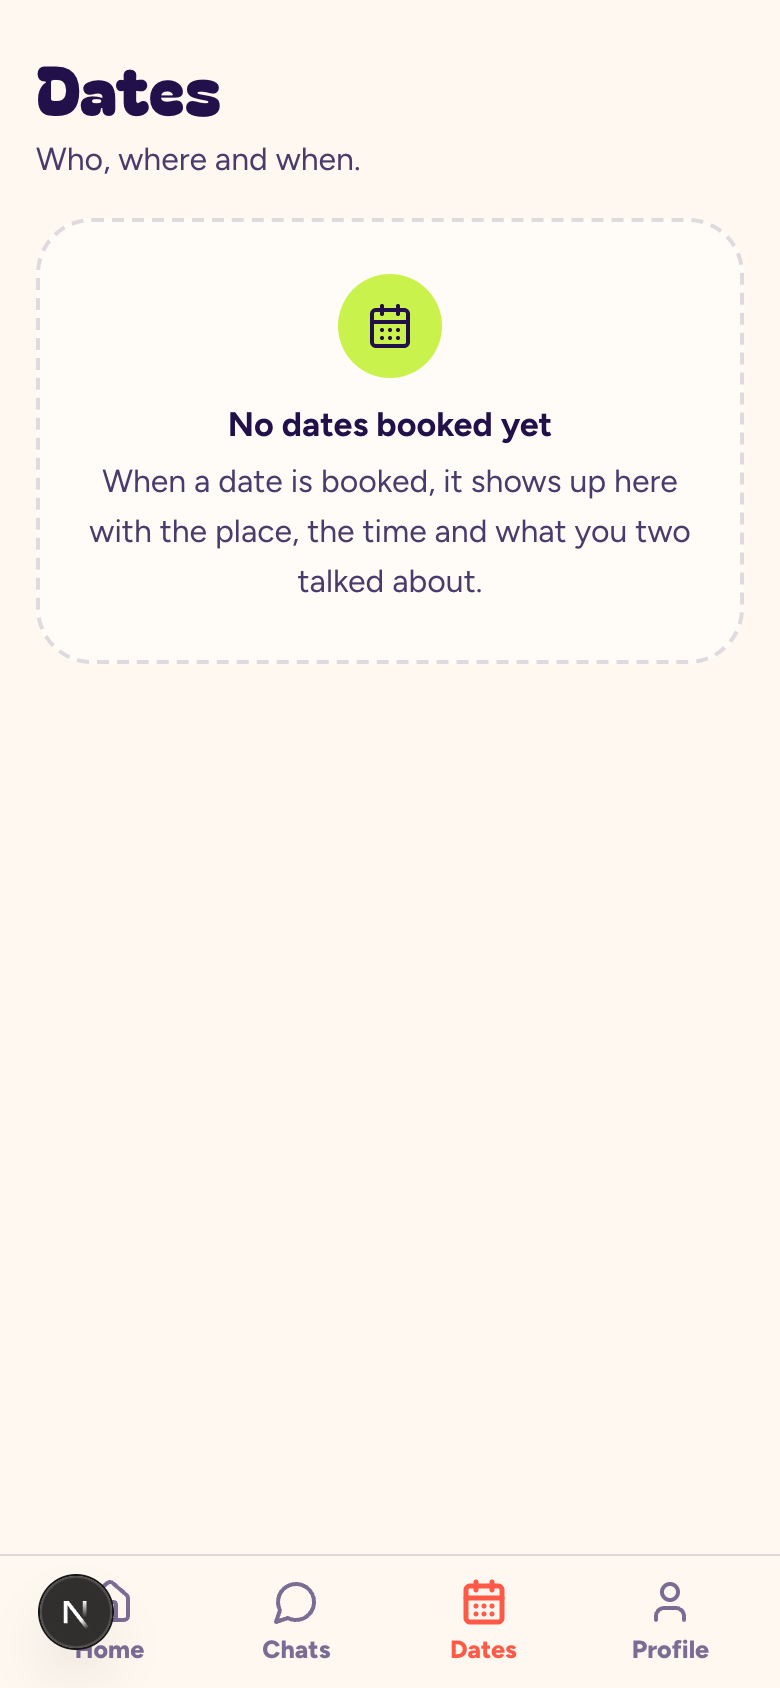 Dates
Who, where and when.
No dates booked yet
When a date is booked, it shows up here
with the place, the time and what you two
talked about.
N
Home
Chats
Dates
Profile